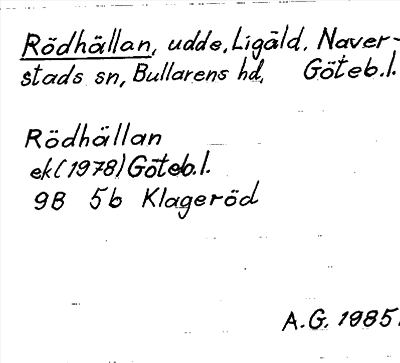 Rödhällan, udde, Ligäld, Naver-
stads sn, Bullarens hd, Göteb.l.
Rödhällan
ek (1978) Göteb.l.
9B 5b Klageröd
A.G. 1985.